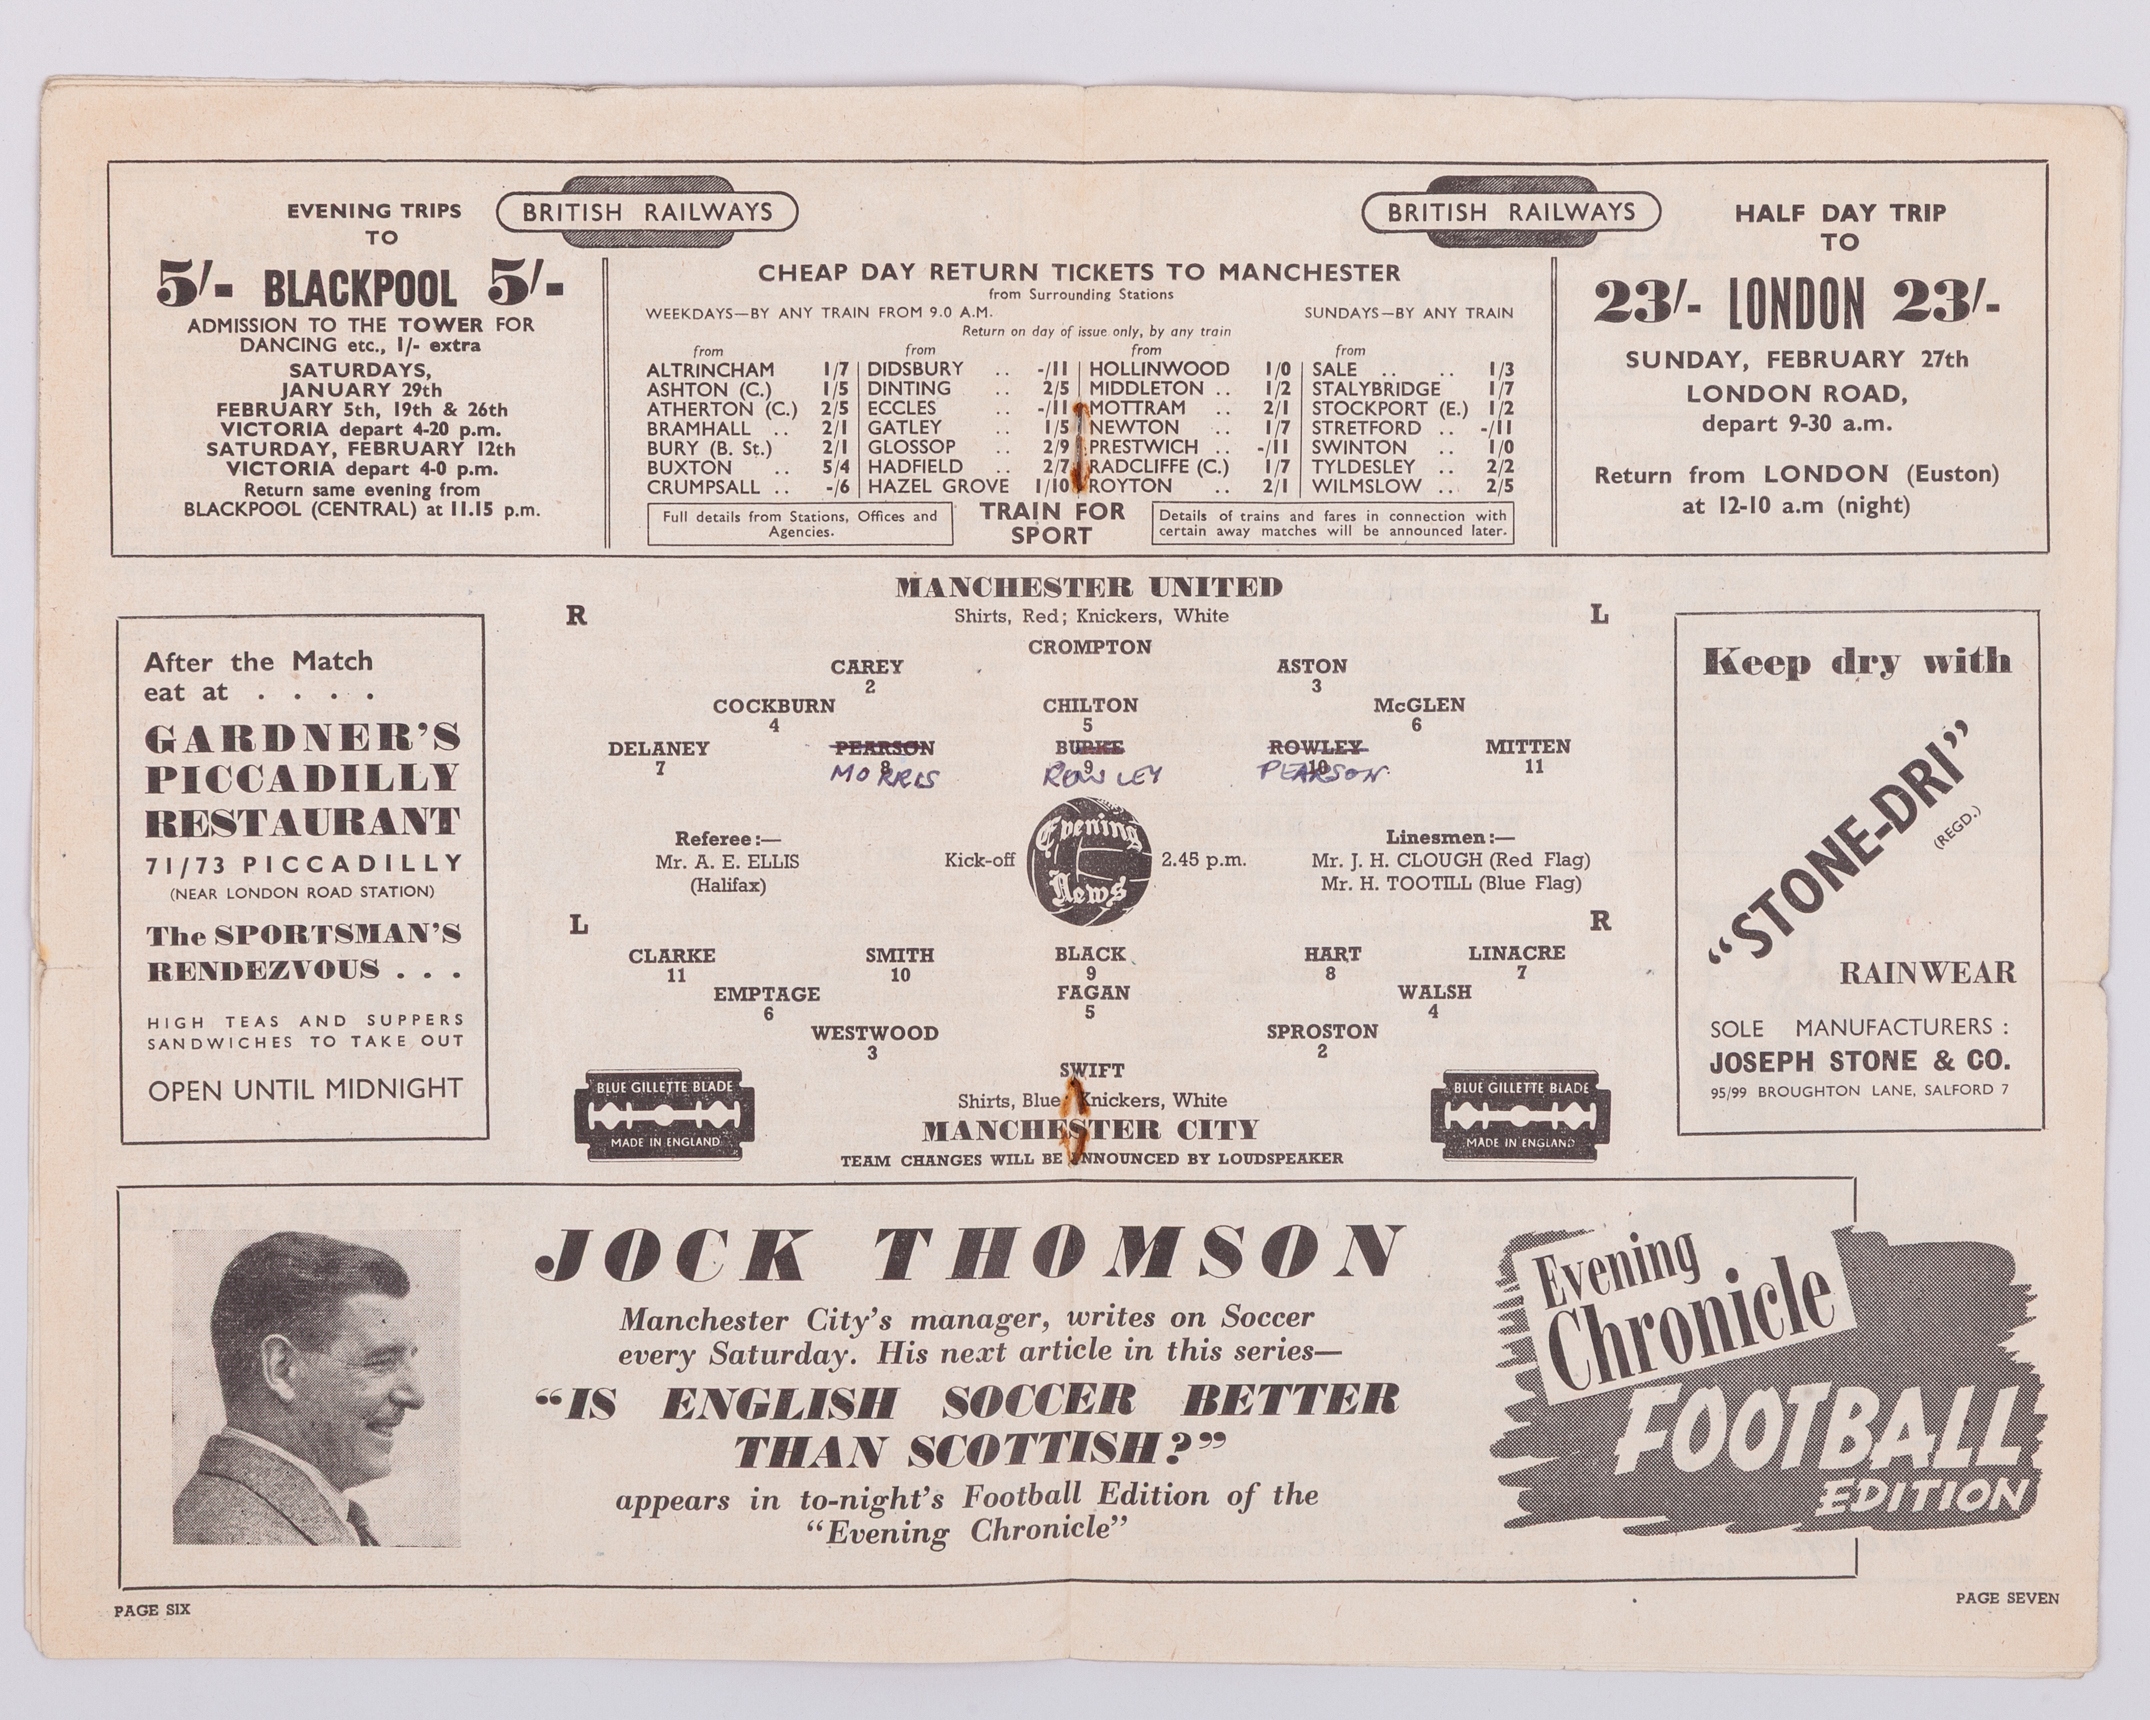 EVENING TRIPS
TO
BRITISH RAILWAYS
5/- BLACKPOOL 5/-
ADMISSION TO THE TOWER FOR
DANCING etc., 1/- extra
SATURDAYS,
JANUARY 29th
FEBRUARY 5th, 19th & 26th
VICTORIA depart 4-20 p.m.
SATURDAY, FEBRUARY 12th
VICTORIA depart 4-0 p.m.
Return same evening from
BLACKPOOL (CENTRAL) at 11.15 p.m.
CHEAP DAY RETURN TICKETS TO MANCHESTER
from Surrounding Stations
WEEKDAYS—BY ANY TRAIN FROM 9.0 A.M. SUNDAYS—BY ANY TRAIN
Return on day of issue only, by any train
from from from from
ALTRINCHAM 1/7 DIDSBURY .. -/11 HOLLINWOOD 1/0 SALE .. .. 1/3
ASHTON (C.) 1/5 DINTING .. 2/5 MIDDLETON .. 1/2 STALYBRIDGE 1/7
ATHERTON (C.) 2/5 ECCLES .. -/11 MOTTRAM .. 2/1 STOCKPORT (E.) 1/2
BRAMHALL .. 2/1 GATLEY .. 1/5 NEWTON .. 1/7 STRETFORD .. -/11
BURY (B. St.) 2/1 GLOSSOP .. 2/9 PRESTWICH .. -/11 SWINTON .. 1/0
BUXTON .. 5/4 HADFIELD .. 2/7 RADCLIFFE (C.) 1/7 TYLDESLEY .. 2/2
CRUMPSALL .. -/6 HAZEL GROVE 1/10 ROYTON .. 2/1 WILMSLOW .. 2/5
Full details from Stations, Offices and
Agencies.
TRAIN FOR
SPORT
Details of trains and fares in connection with
certain away matches will be announced later.
BRITISH RAILWAYS
HALF DAY TRIP
TO
23/- LONDON 23/-
SUNDAY, FEBRUARY 27th
LONDON ROAD,
depart 9-30 a.m.
Return from LONDON (Euston)
at 12-10 a.m (night)
After the Match
eat at . . . .
GARDNER'S
PICCADILLY
RESTAURANT
71/73 PICCADILLY
(NEAR LONDON ROAD STATION)
The SPORTSMAN'S
RENDEZVOUS . . .
HIGH TEAS AND SUPPERS
SANDWICHES TO TAKE OUT
OPEN UNTIL MIDNIGHT
MANCHESTER UNITED
R Shirts, Red; Knickers, White L
CROMPTON
CAREY ASTON
2 3
COCKBURN CHILTON McGLEN
4 5 6
DELANEY PEARSON BURKE ROWLEY MITTEN
7 8 9 10 11
MORRIS ROWLEY PEARSON
Referee:—
Mr. A. E. ELLIS
(Halifax)
Kick-off
Evening
News
2.45 p.m.
Linesmen:—
Mr. J. H. CLOUGH (Red Flag)
Mr. H. TOOTILL (Blue Flag)
L R
CLARKE SMITH BLACK HART LINACRE
11 10 9 8 7
EMPTAGE FAGAN WALSH
6 5 4
WESTWOOD SPROSTON
3 2
SWIFT
Shirts, Blue Knickers, White
MANCHESTER CITY
TEAM CHANGES WILL BE ANNOUNCED BY LOUDSPEAKER
BLUE GILLETTE BLADE
MADE IN ENGLAND
BLUE GILLETTE BLADE
MADE IN ENGLAND
Keep dry with
"STONE-DRI"
(REGD.)
RAINWEAR
SOLE MANUFACTURERS :
JOSEPH STONE & CO.
95/99 BROUGHTON LANE, SALFORD 7
JOCK THOMSON
Manchester City's manager, writes on Soccer
every Saturday. His next article in this series—
"IS ENGLISH SOCCER BETTER
THAN SCOTTISH?"
appears in to-night's Football Edition of the
"Evening Chronicle"
Evening
Chronicle
FOOTBALL
EDITION
PAGE SIX
PAGE SEVEN